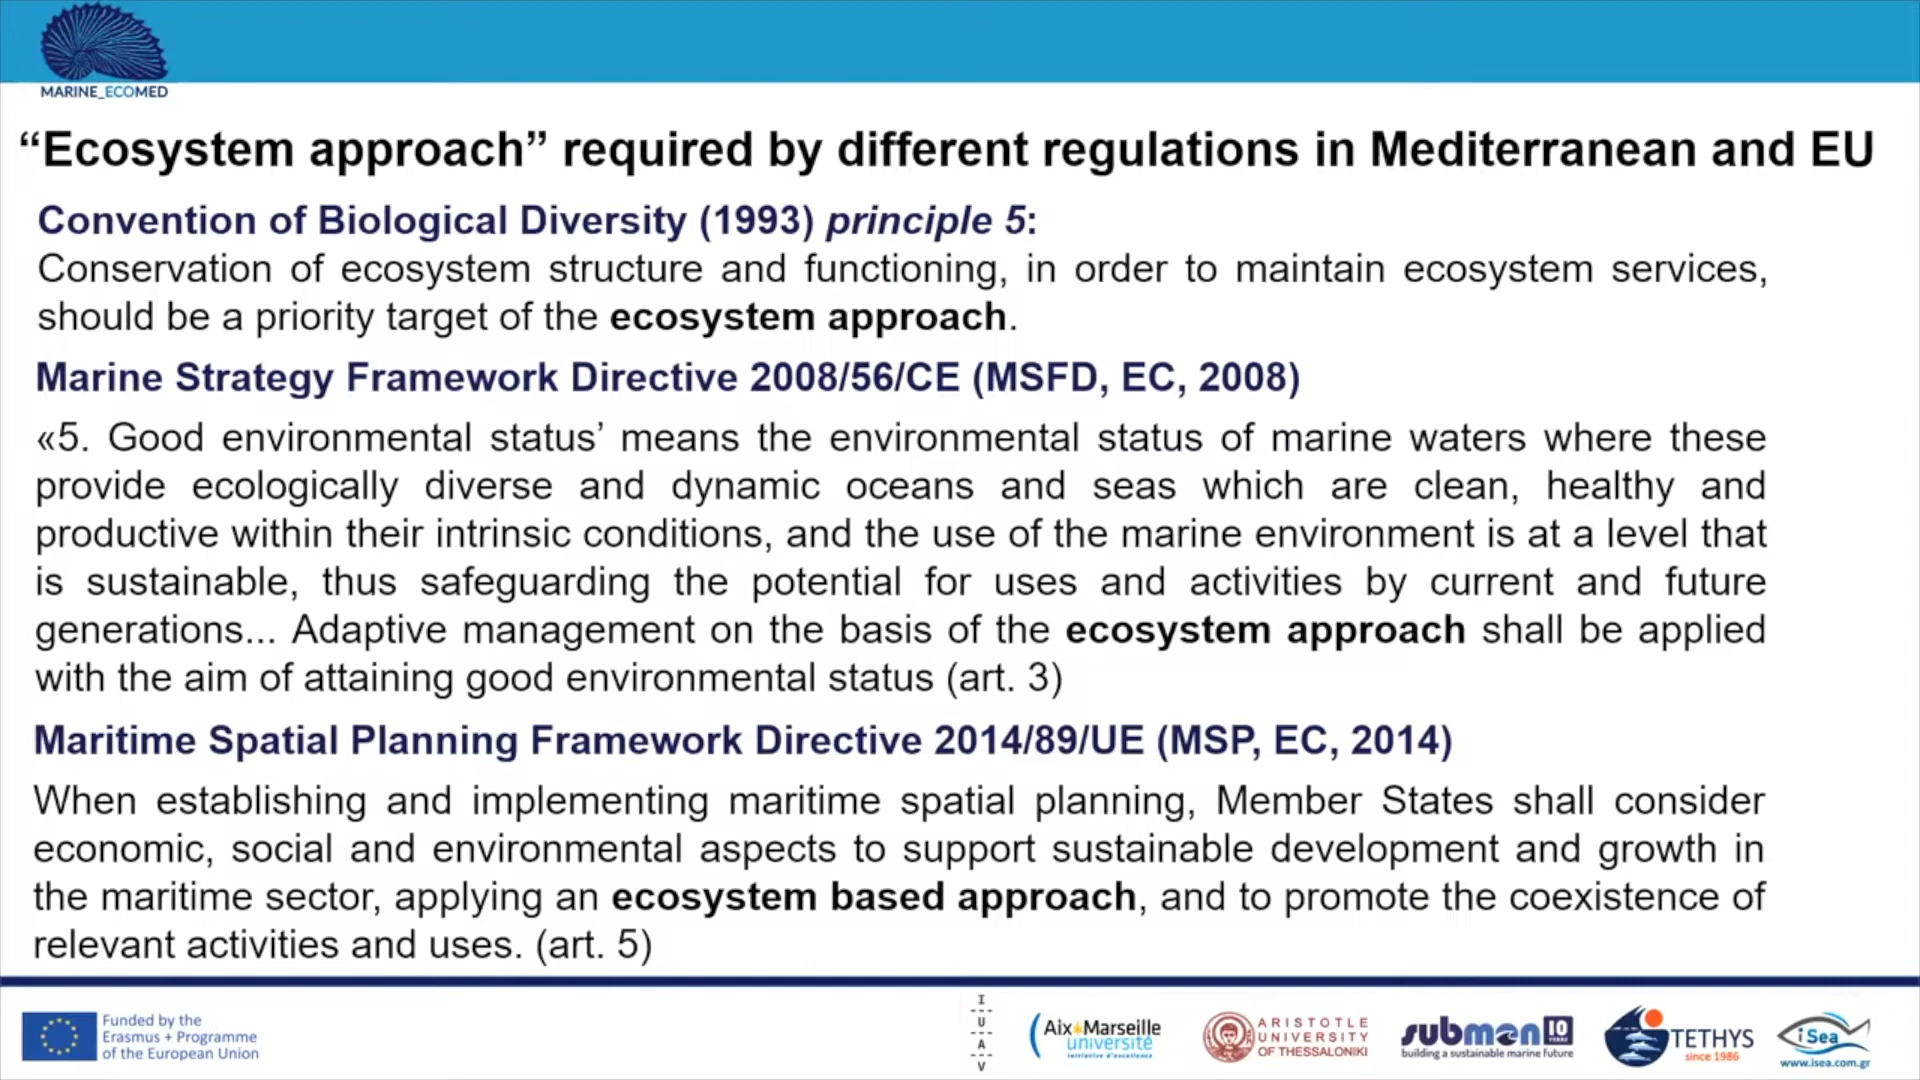 MARINE_ECOMED
“Ecosystem approach” required by different regulations in Mediterranean and EU
Convention of Biological Diversity (1993) principle 5:
Conservation of ecosystem structure and functioning, in order to maintain ecosystem services,
should be a priority target of the ecosystem approach.
Marine Strategy Framework Directive 2008/56/CE (MSFD, EC, 2008)
«5. Good environmental status’ means the environmental status of marine waters where these
provide ecologically diverse and dynamic oceans and seas which are clean, healthy and
productive within their intrinsic conditions, and the use of the marine environment is at a level that
is sustainable, thus safeguarding the potential for uses and activities by current and future
generations... Adaptive management on the basis of the ecosystem approach shall be applied
with the aim of attaining good environmental status (art. 3)
Maritime Spatial Planning Framework Directive 2014/89/UE (MSP, EC, 2014)
When establishing and implementing maritime spatial planning, Member States shall consider
economic, social and environmental aspects to support sustainable development and growth in
the maritime sector, applying an ecosystem based approach, and to promote the coexistence of
relevant activities and uses. (art. 5)
Funded by the
Erasmus + Programme
of the European Union
I
---
U
---
A
---
V
Aix*Marseille
université
initiative d'excellence
ARISTOTLE
UNIVERSITY
OF THESSALONIKI
submon 10
YEARS
building a sustainable marine future
TETHYS
since 1986
iSea
www.isea.com.gr